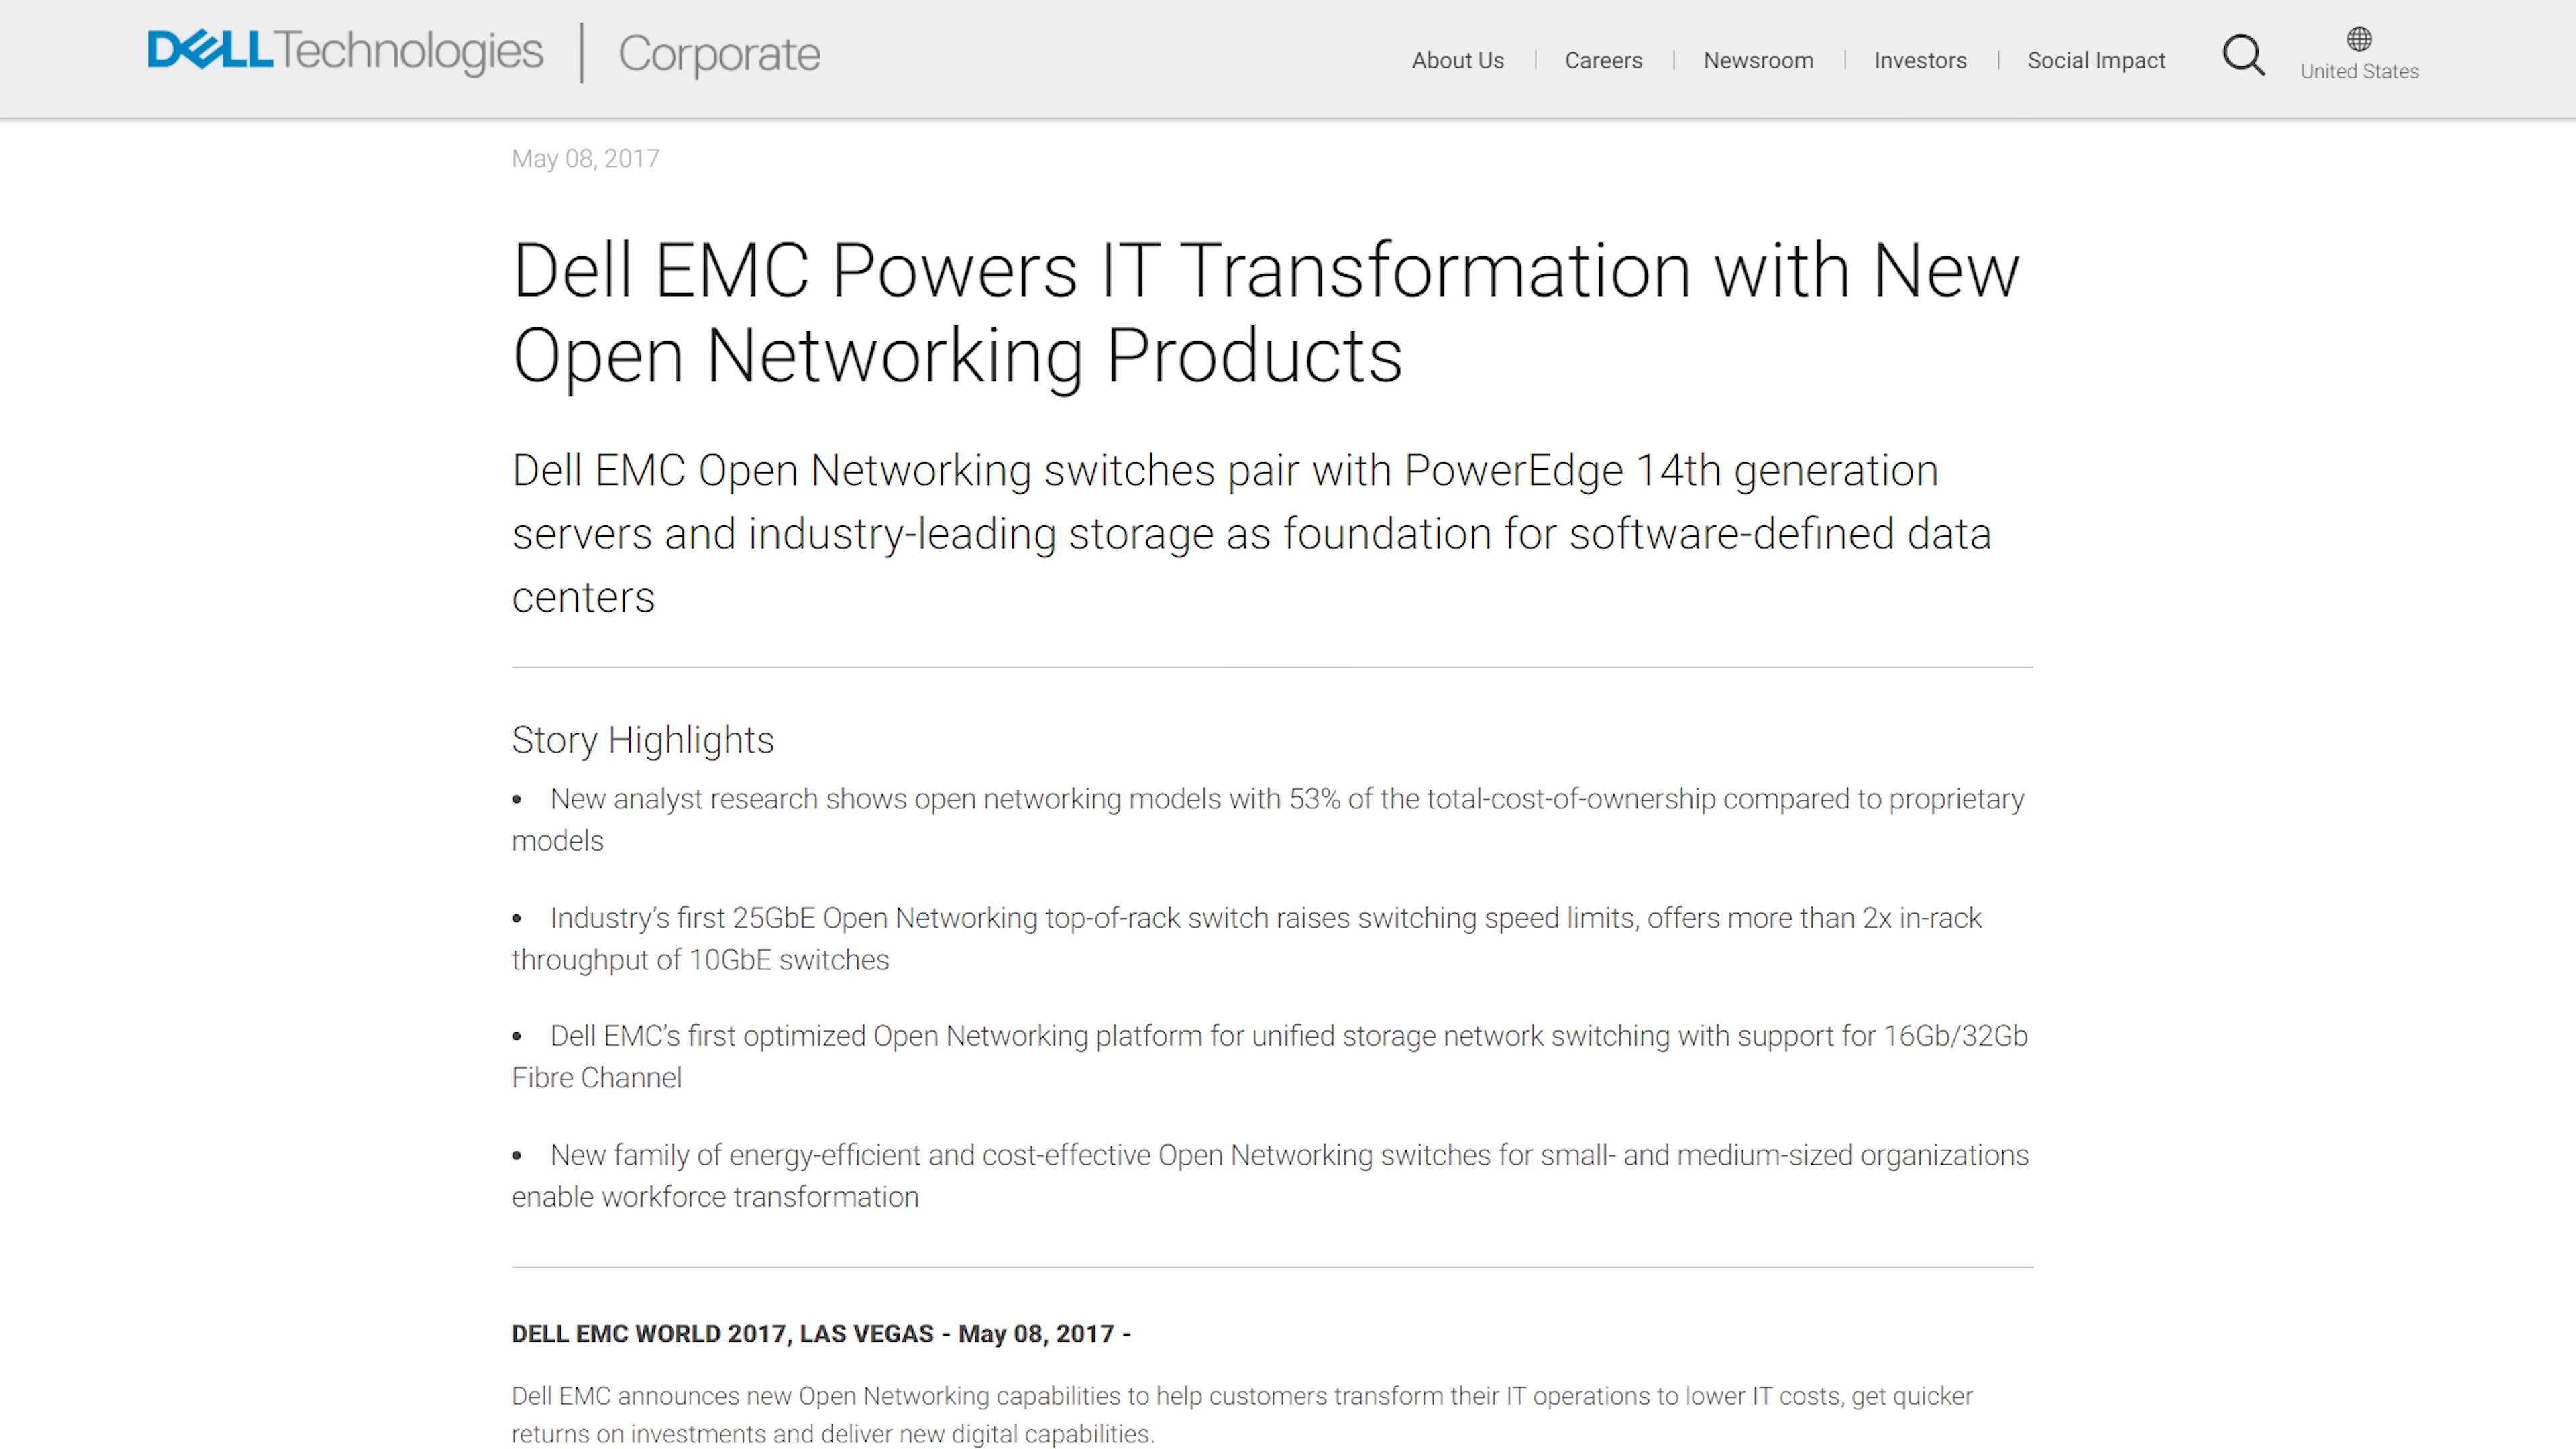 DELL Technologies | Corporate
About Us | Careers | Newsroom | Investors | Social Impact
United States
May 08, 2017
Dell EMC Powers IT Transformation with New
Open Networking Products
Dell EMC Open Networking switches pair with PowerEdge 14th generation
servers and industry-leading storage as foundation for software-defined data
centers
Story Highlights
• New analyst research shows open networking models with 53% of the total-cost-of-ownership compared to proprietary
models
• Industry’s first 25GbE Open Networking top-of-rack switch raises switching speed limits, offers more than 2x in-rack
throughput of 10GbE switches
• Dell EMC’s first optimized Open Networking platform for unified storage network switching with support for 16Gb/32Gb
Fibre Channel
• New family of energy-efficient and cost-effective Open Networking switches for small- and medium-sized organizations
enable workforce transformation
DELL EMC WORLD 2017, LAS VEGAS - May 08, 2017 -
Dell EMC announces new Open Networking capabilities to help customers transform their IT operations to lower IT costs, get quicker
returns on investments and deliver new digital capabilities.